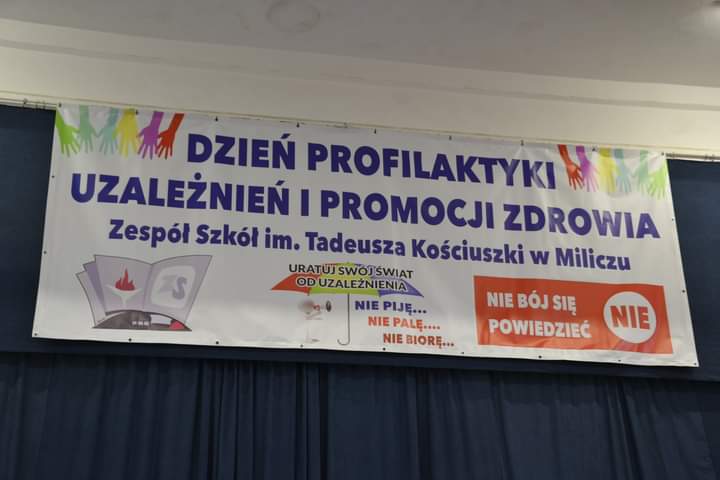 DZIEŃ PROFILAKTYKI
UZALEŻNIEŃ I PROMOCJI ZDROWIA
Zespół Szkół im. Tadeusza Kościuszki w Miliczu
ZS
URATUJ SWÓJ ŚWIAT
OD UZALEŻNIENIA
NIE PIJĘ...
NIE PALĘ....
NIE BIORĘ...
NIE BÓJ SIĘ
POWIEDZIEĆ
NIE